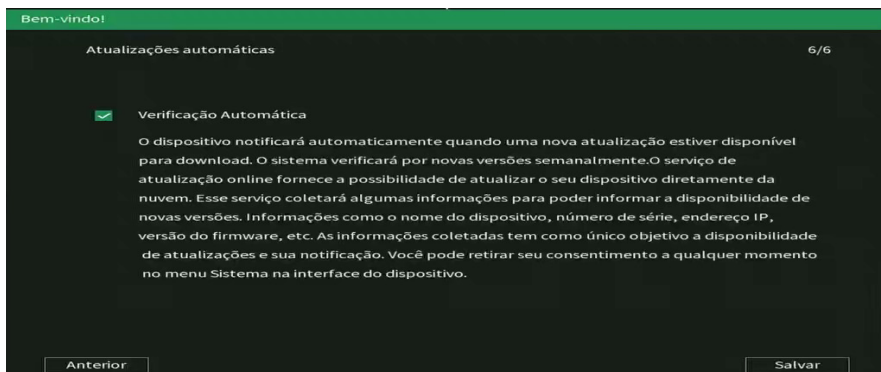 Bem-vindo!
Atualizações automáticas 6/6
Verificação Automática
O dispositivo notificará automaticamente quando uma nova atualização estiver disponível
para download. O sistema verificará por novas versões semanalmente.O serviço de
atualização online fornece a possibilidade de atualizar o seu dispositivo diretamente da
nuvem. Esse serviço coletará algumas informações para poder informar a disponibilidade de
novas versões. Informações como o nome do dispositivo, número de série, endereço IP,
versão do firmware, etc. As informações coletadas tem como único objetivo a disponibilidade
de atualizações e sua notificação. Você pode retirar seu consentimento a qualquer momento
no menu Sistema na interface do dispositivo.
Anterior Salvar